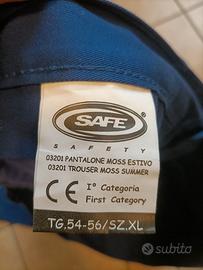 SAFE
SAFETY
03201 PANTALONE MOSS ESTIVO
03201 TROUSER MOSS SUMMER
CE I° Categoria
First Category
TG.54-56/SZ.XL
subito